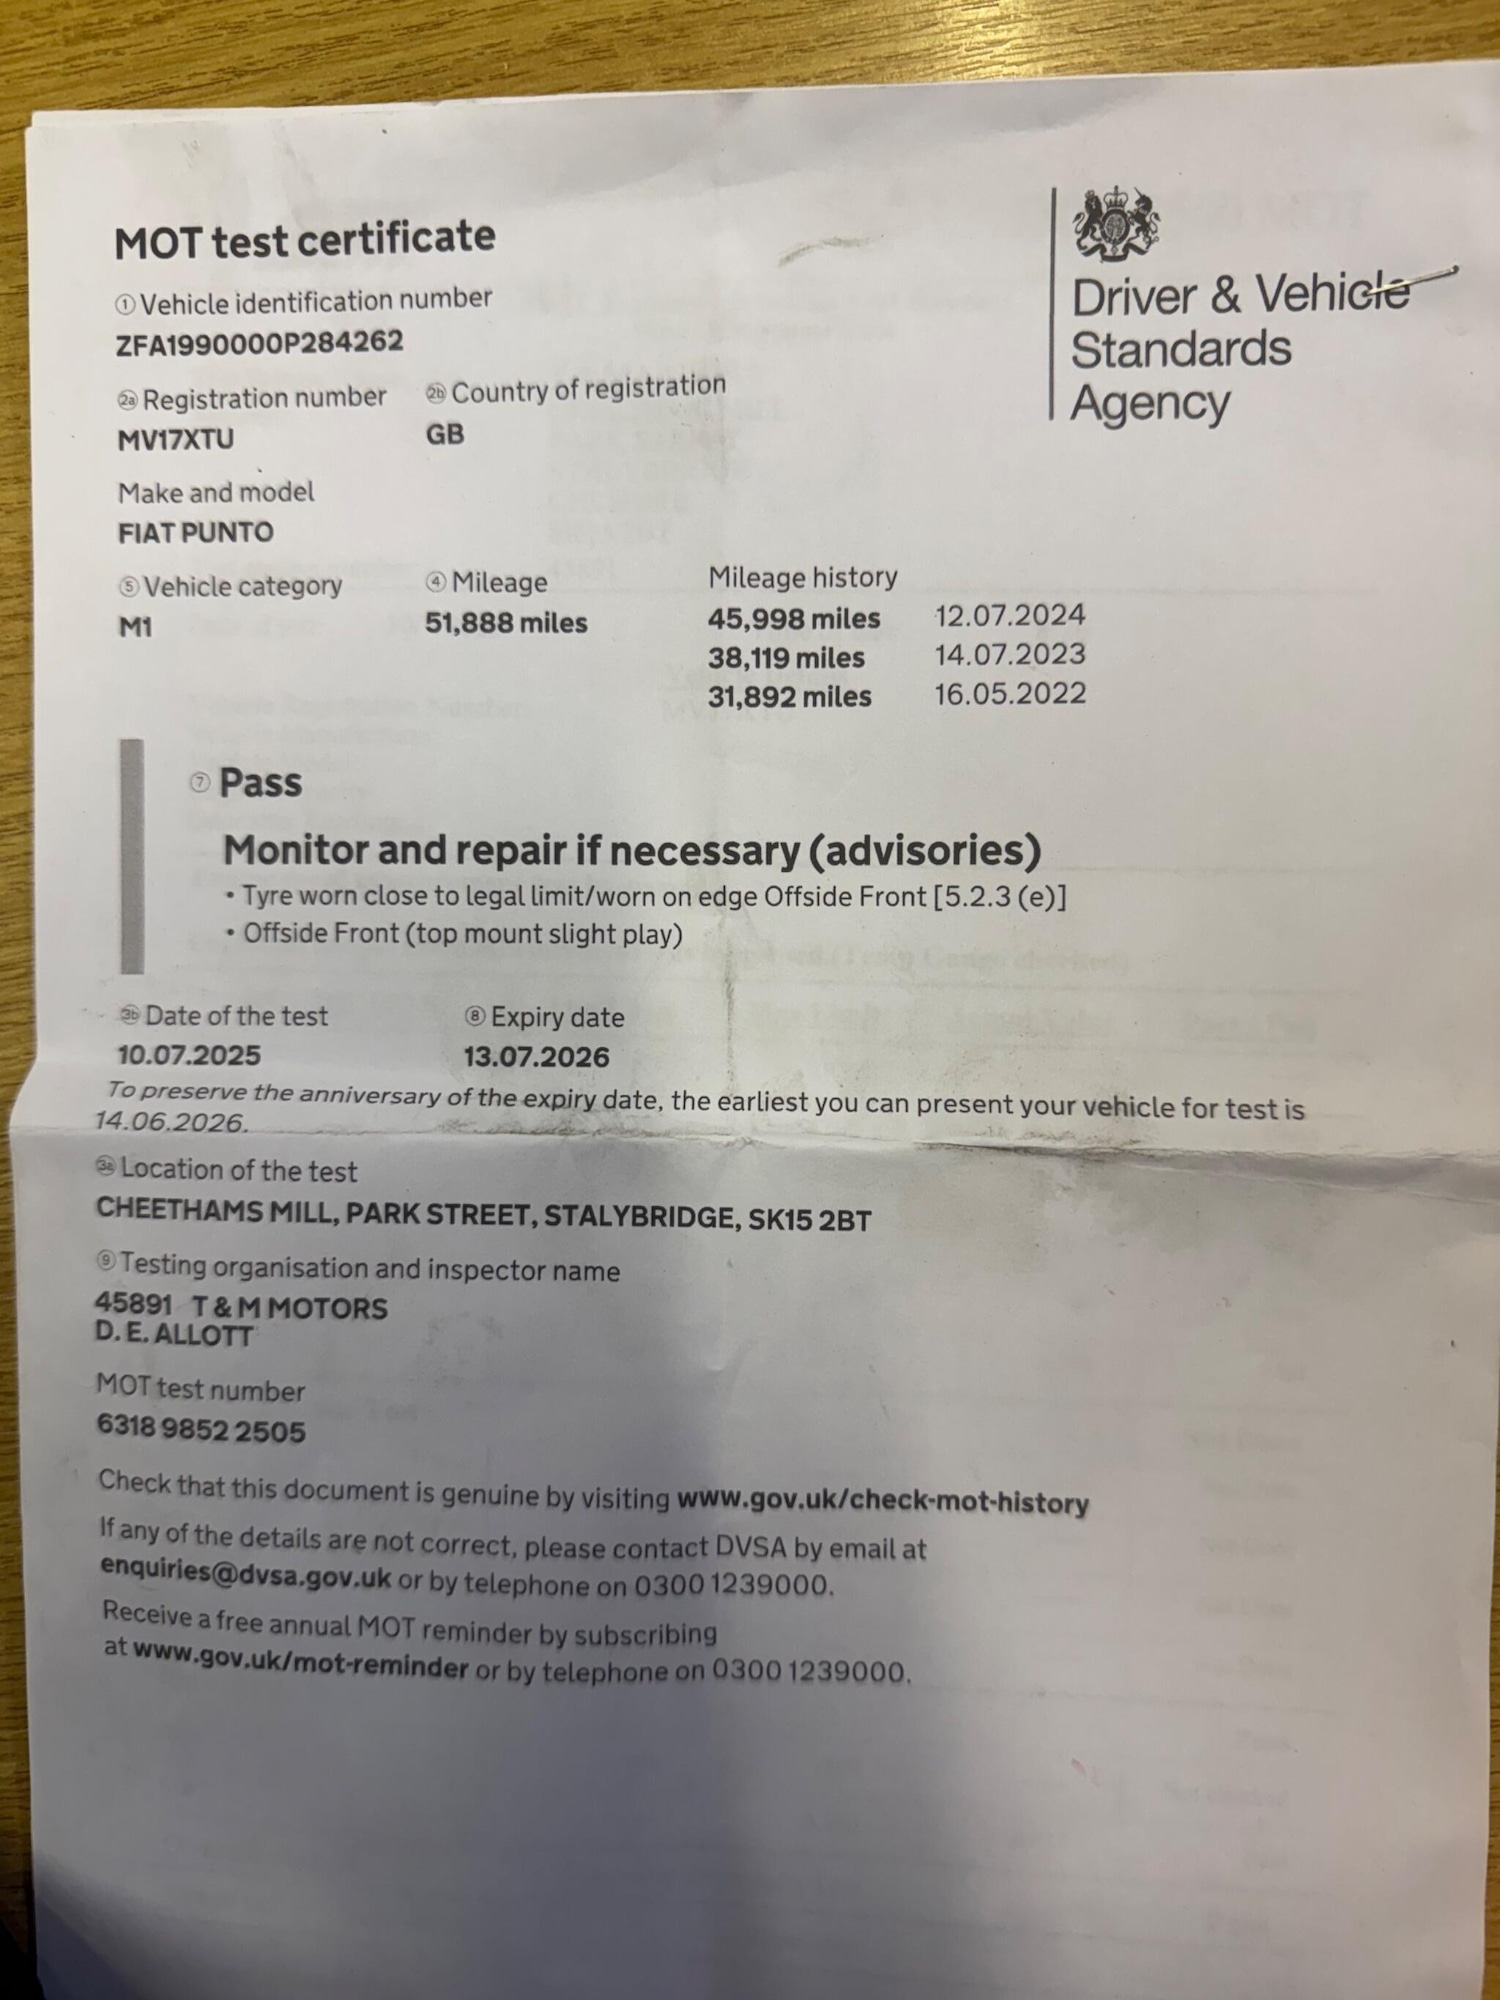 MOT test certificate
① Vehicle identification number
ZFA1990000P284262
2a Registration number 2b Country of registration
MV17XTU GB
Make and model
FIAT PUNTO
⑤ Vehicle category ④ Mileage Mileage history
M1 51,888 miles 45,998 miles 12.07.2024
38,119 miles 14.07.2023
31,892 miles 16.05.2022
Driver & Vehicle
Standards
Agency
⑦ Pass
Monitor and repair if necessary (advisories)
• Tyre worn close to legal limit/worn on edge Offside Front [5.2.3 (e)]
• Offside Front (top mount slight play)
3b Date of the test ⑧ Expiry date
10.07.2025 13.07.2026
To preserve the anniversary of the expiry date, the earliest you can present your vehicle for test is
14.06.2026.
3a Location of the test
CHEETHAMS MILL, PARK STREET, STALYBRIDGE, SK15 2BT
⑨ Testing organisation and inspector name
45891 T & M MOTORS
D. E. ALLOTT
MOT test number
6318 9852 2505
Check that this document is genuine by visiting www.gov.uk/check-mot-history
If any of the details are not correct, please contact DVSA by email at
enquiries@dvsa.gov.uk or by telephone on 0300 1239000.
Receive a free annual MOT reminder by subscribing
at www.gov.uk/mot-reminder or by telephone on 0300 1239000.